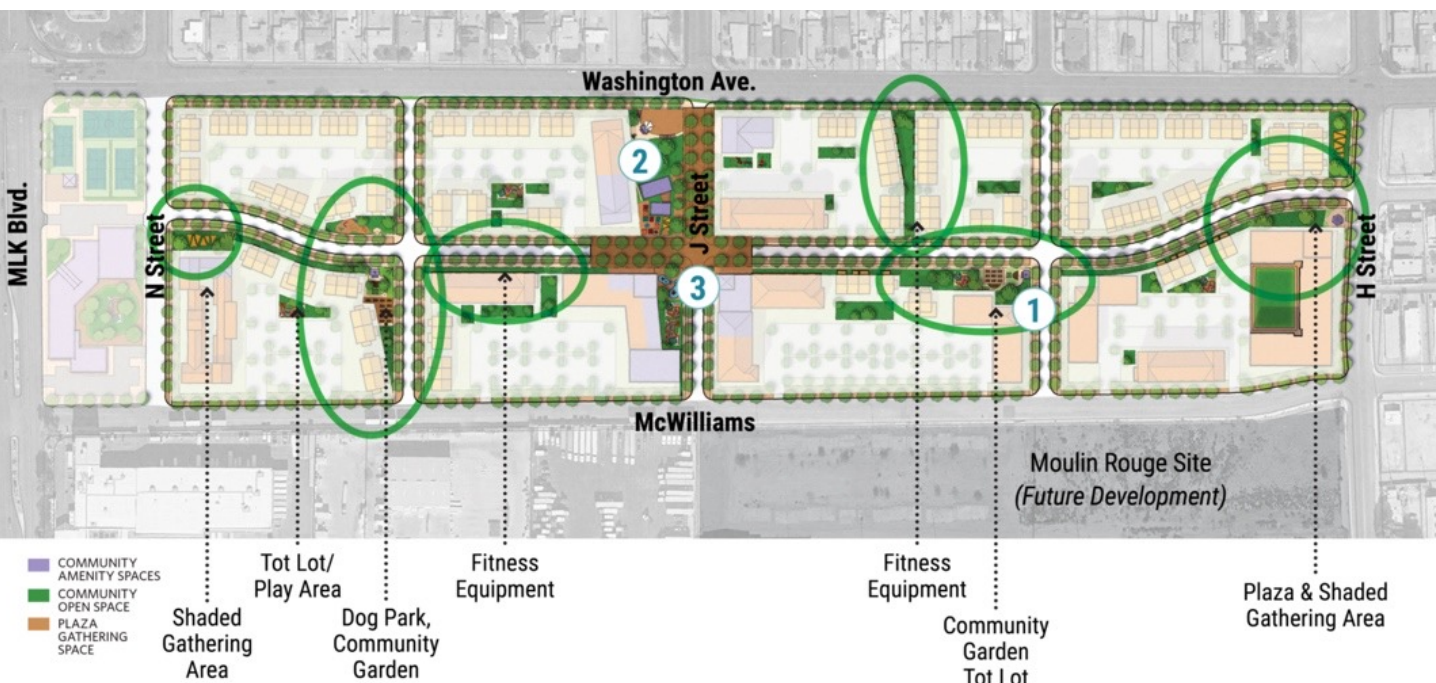 Washington Ave.
MLK Blvd.
N Street
2
J Street
H Street
3
1
McWilliams
Moulin Rouge Site
(Future Development)
COMMUNITY
AMENITY SPACES
COMMUNITY
OPEN SPACE
PLAZA
GATHERING
SPACE
Shaded
Gathering
Area
Tot Lot/
Play Area
Dog Park,
Community
Garden
Fitness
Equipment
Fitness
Equipment
Community
Garden
Tot Lot
Plaza & Shaded
Gathering Area